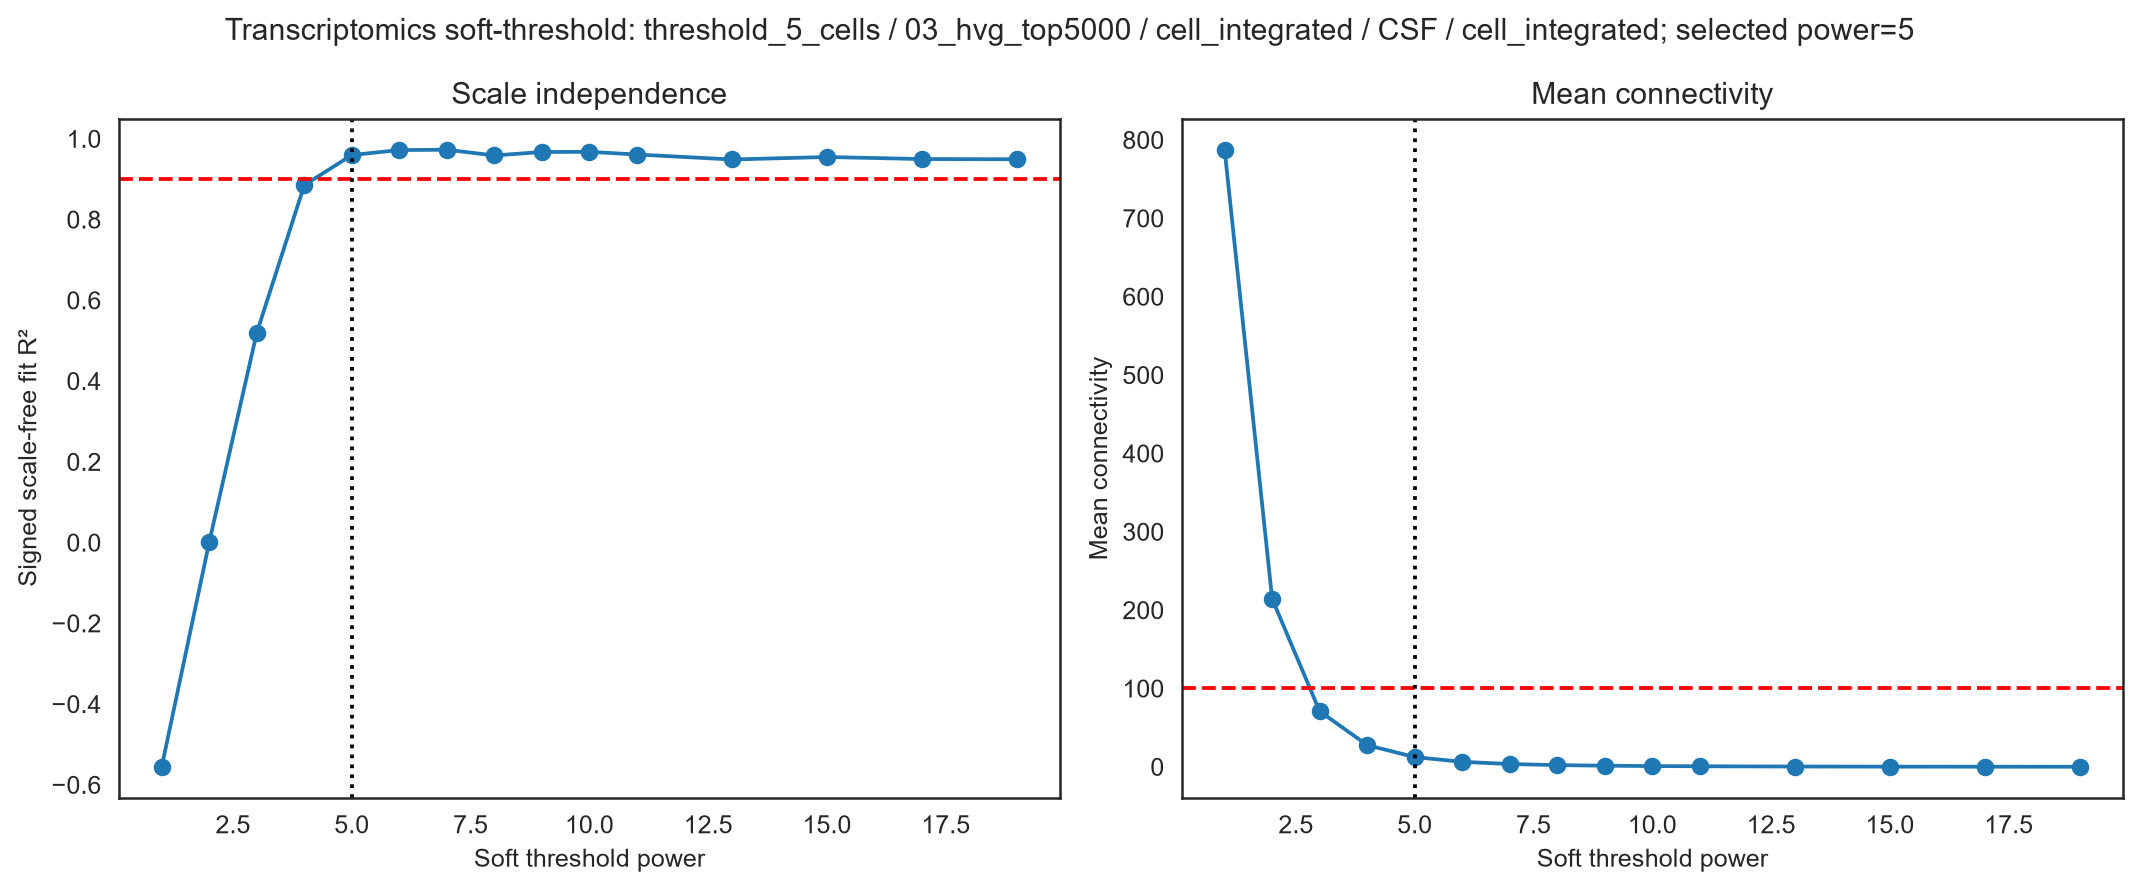 Transcriptomics soft-threshold: threshold_5_cells / 03_hvg_top5000 / cell_integrated / CSF / cell_integrated; selected power=5
Scale independence
1.0
0.8
0.6
0.4
0.2
0.0
−0.2
−0.4
−0.6
Signed scale-free fit R²
2.5 5.0 7.5 10.0 12.5 15.0 17.5
Soft threshold power
Mean connectivity
800
700
600
500
400
300
200
100
0
Mean connectivity
2.5 5.0 7.5 10.0 12.5 15.0 17.5
Soft threshold power